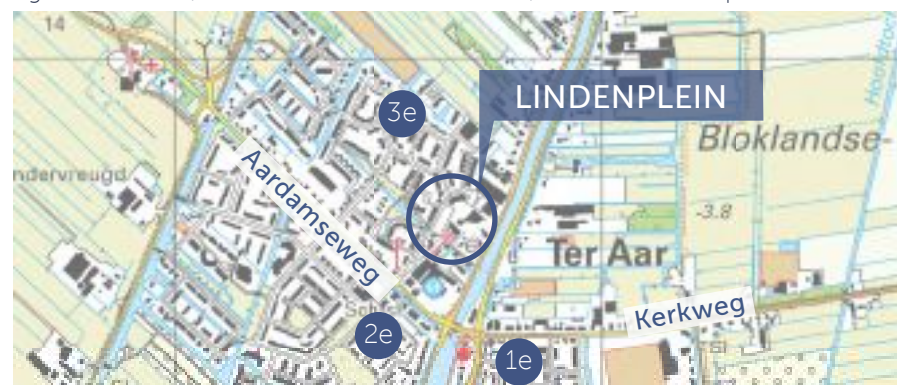 14
3e
LINDENPLEIN
Bloklandse-
ndervreugd
Aardamseweg
-3.8
Ter Aar
Kerkweg
2e
1e